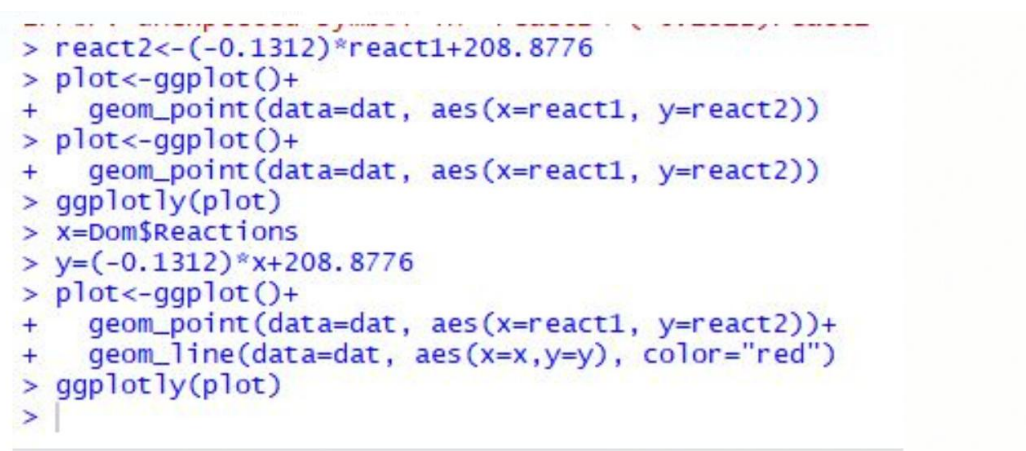 > react2<-(-0.1312)*react1+208.8776
> plot<-ggplot()+
+   geom_point(data=dat, aes(x=react1, y=react2))
> plot<-ggplot()+
+   geom_point(data=dat, aes(x=react1, y=react2))
> ggplotly(plot)
> x=Dom$Reactions
> y=(-0.1312)*x+208.8776
> plot<-ggplot()+
+   geom_point(data=dat, aes(x=react1, y=react2))+
+   geom_line(data=dat, aes(x=x,y=y), color="red")
> ggplotly(plot)
>